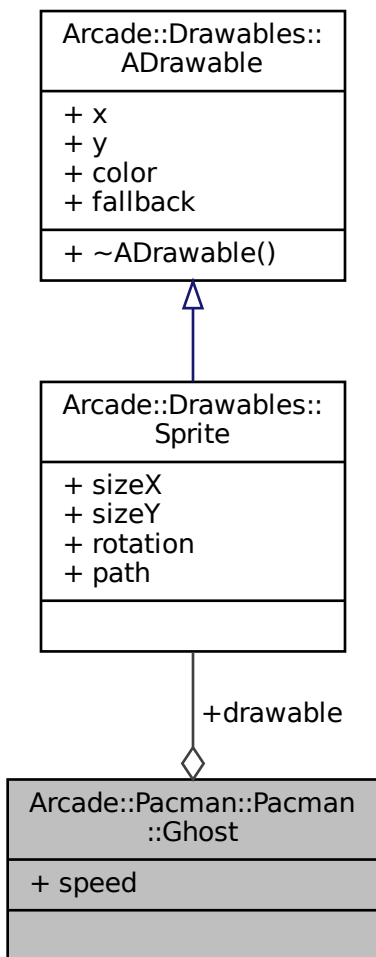 Arcade::Drawables::
ADrawable
+ x
+ y
+ color
+ fallback
+ ~ADrawable()
Arcade::Drawables::
Sprite
+ sizeX
+ sizeY
+ rotation
+ path
+drawable
Arcade::Pacman::Pacman
::Ghost
+ speed